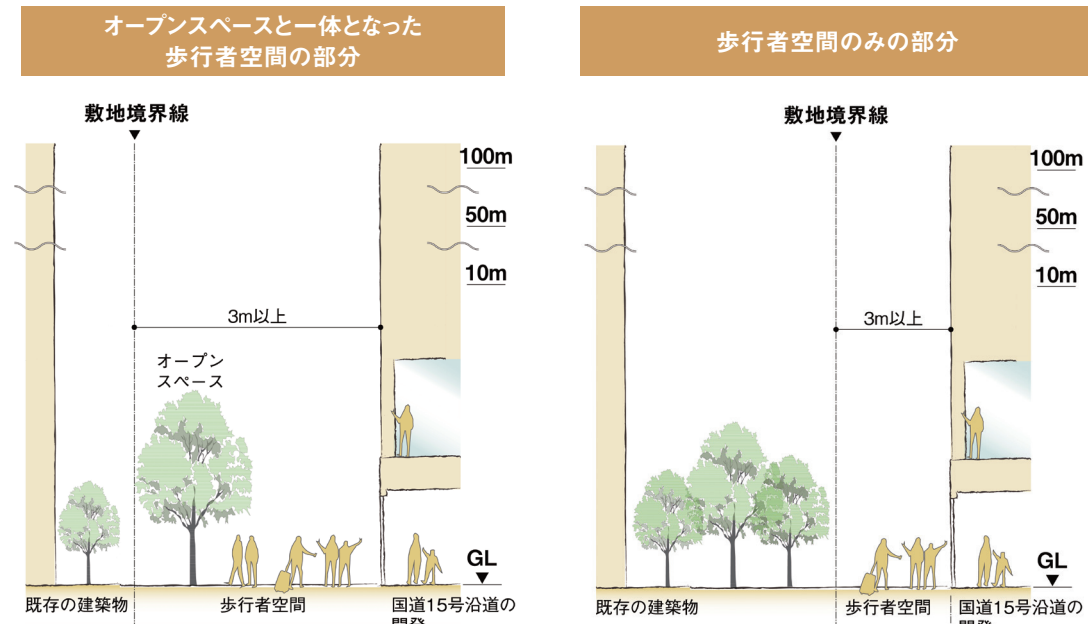 オープンスペースと一体となった
歩行者空間の部分
敷地境界線
100m
50m
10m
3m以上
オープン
スペース
GL
既存の建築物
歩行者空間
国道15号沿道の
開発
歩行者空間のみの部分
敷地境界線
100m
50m
10m
3m以上
GL
既存の建築物
歩行者空間
国道15号沿道の
開発